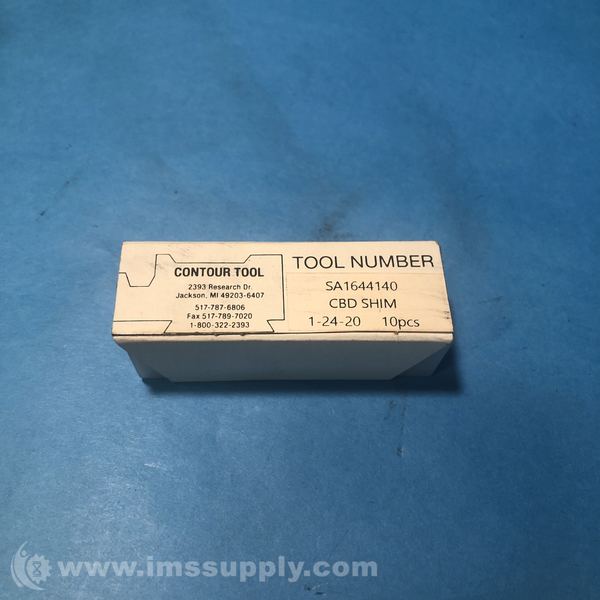 CONTOUR TOOL
2393 Research Dr.
Jackson, MI 49203-6407
517-787-6806
Fax 517-789-7020
1-800-322-2393
TOOL NUMBER
SA1644140
CBD SHIM
1-24-20 10pcs
www.imssupply.com